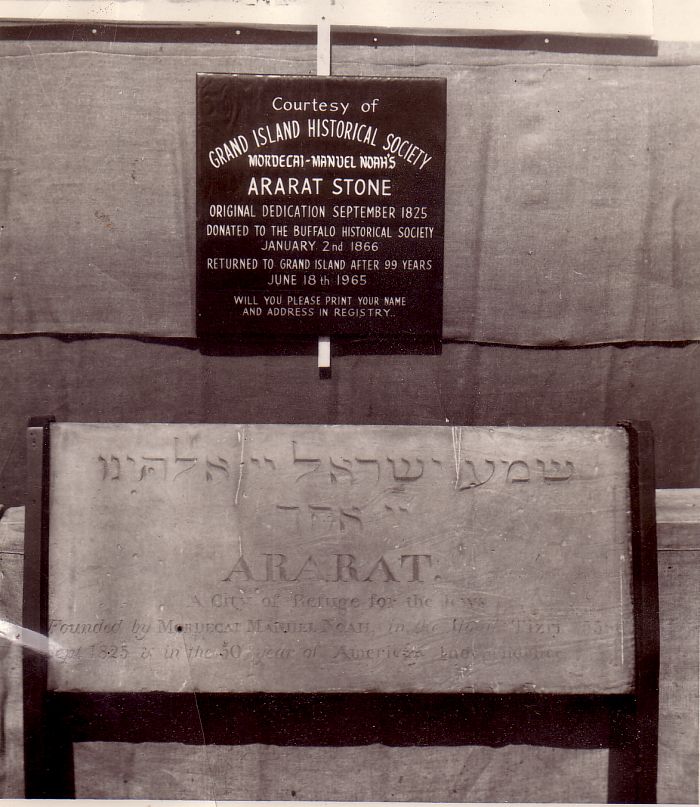 Courtesy of
GRAND ISLAND HISTORICAL SOCIETY
MORDECAI-MANUEL NOAH'S
ARARAT STONE
ORIGINAL DEDICATION SEPTEMBER 1825
DONATED TO THE BUFFALO HISTORICAL SOCIETY
JANUARY 2nd 1866
RETURNED TO GRAND ISLAND AFTER 99 YEARS
JUNE 18th 1965
WILL YOU PLEASE PRINT YOUR NAME
AND ADDRESS IN REGISTRY..
שמע ישראל יי אלהינו
יי אחד
ARARAT.
A City of Refuge for the Jews
Founded by MORDECAI MANUEL NOAH, in the Month TIZRI
Sept 1825 & in the 50 year of American Independence